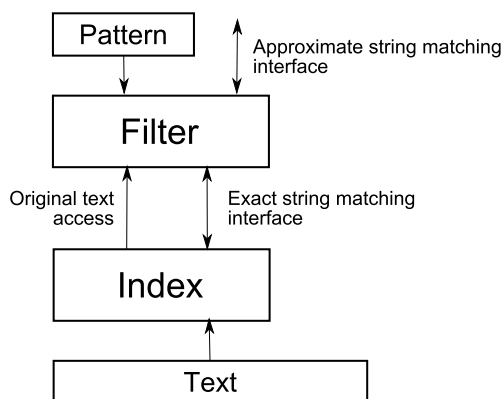 Pattern
Approximate string matching
interface
Filter
Original text
access
Exact string matching
interface
Index
Text